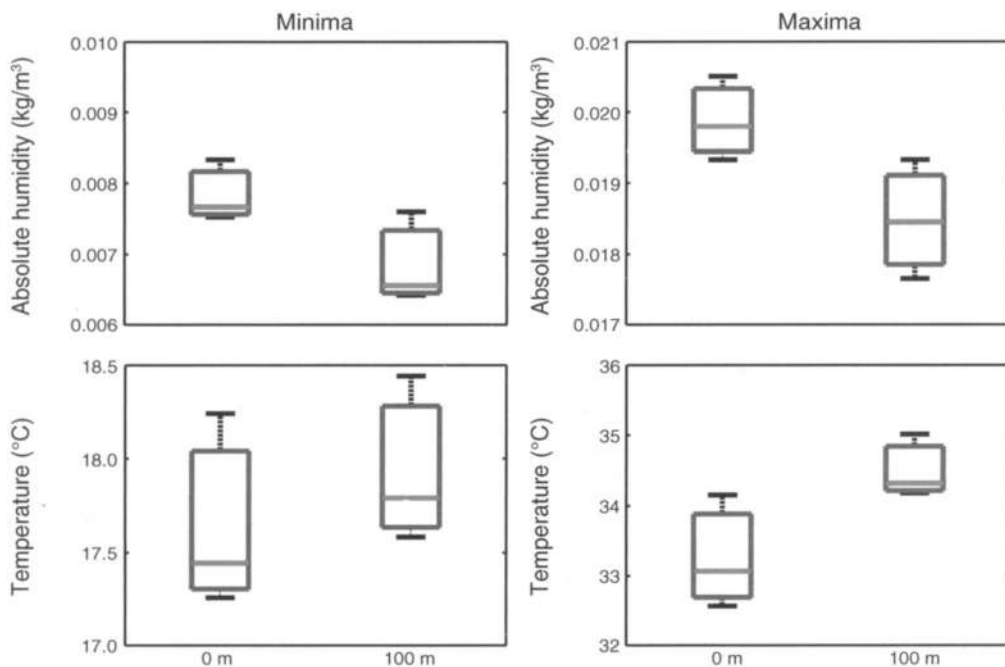 Minima
Absolute humidity (kg/m³)
0.010
0.009
0.008
0.007
0.006
Maxima
Absolute humidity (kg/m³)
0.021
0.020
0.019
0.018
0.017
Temperature (°C)
18.5
18.0
17.5
17.0
0 m
100 m
Temperature (°C)
36
35
34
33
32
0 m
100 m